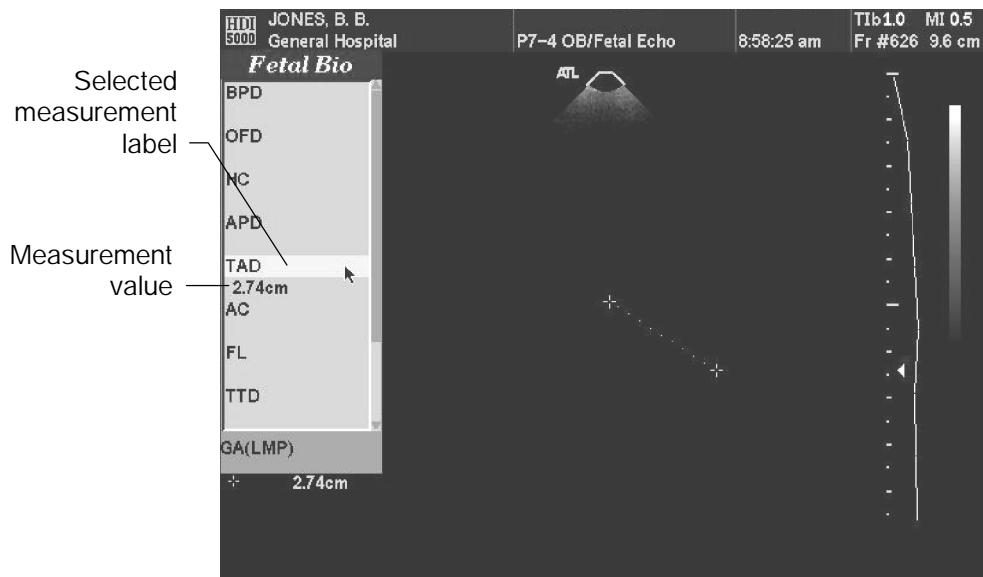 HDI 5000
JONES, B. B.
General Hospital
P7-4 OB/Fetal Echo
8:58:25 am
TIb1.0 MI 0.5
Fr #626 9.6 cm
Fetal Bio
ATL
Selected
measurement
label
BPD
OFD
HC
APD
Measurement
value
TAD
2.74cm
AC
FL
TTD
GA(LMP)
2.74cm